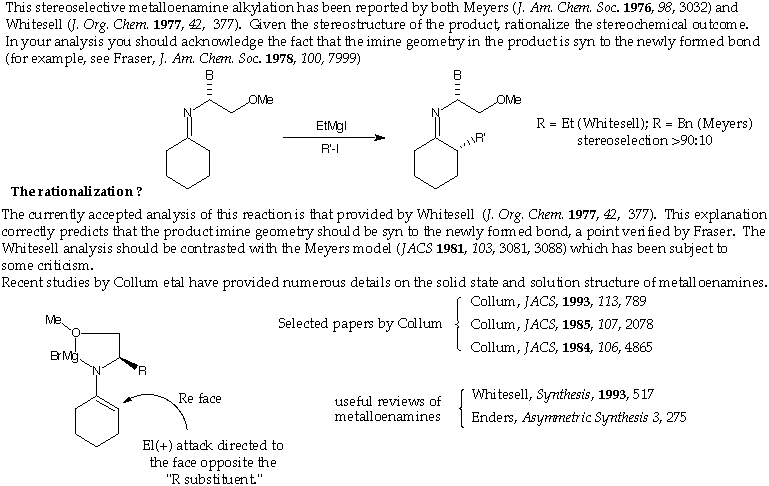 This stereoselective metalloenamine alkylation has been reported by both Meyers (J. Am. Chem. Soc. 1976, 98, 3032) and
Whitesell (J. Org. Chem. 1977, 42, 377). Given the stereostructure of the product, rationalize the stereochemical outcome.
In your analysis you should acknowledge the fact that the imine geometry in the product is syn to the newly formed bond
(for example, see Fraser, J. Am. Chem. Soc. 1978, 100, 7999)
B
OMe
N
EtMgI
R'-I
B
OMe
N
R'
R = Et (Whitesell); R = Bn (Meyers)
stereoselection >90:10
The rationalization ?
The currently accepted analysis of this reaction is that provided by Whitesell (J. Org. Chem. 1977, 42, 377). This explanation
correctly predicts that the product imine geometry should be syn to the newly formed bond, a point verified by Fraser. The
Whitesell analysis should be contrasted with the Meyers model (JACS 1981, 103, 3081, 3088) which has been subject to
some criticism.
Recent studies by Collum etal have provided numerous details on the solid state and solution structure of metalloenamines.
Me
O
BrMg
N
R
Re face
El(+) attack directed to
the face opposite the
"R substituent."
Selected papers by Collum
Collum, JACS, 1993, 113, 789
Collum, JACS, 1985, 107, 2078
Collum, JACS, 1984, 106, 4865
useful reviews of
metalloenamines
Whitesell, Synthesis, 1993, 517
Enders, Asymmetric Synthesis 3, 275